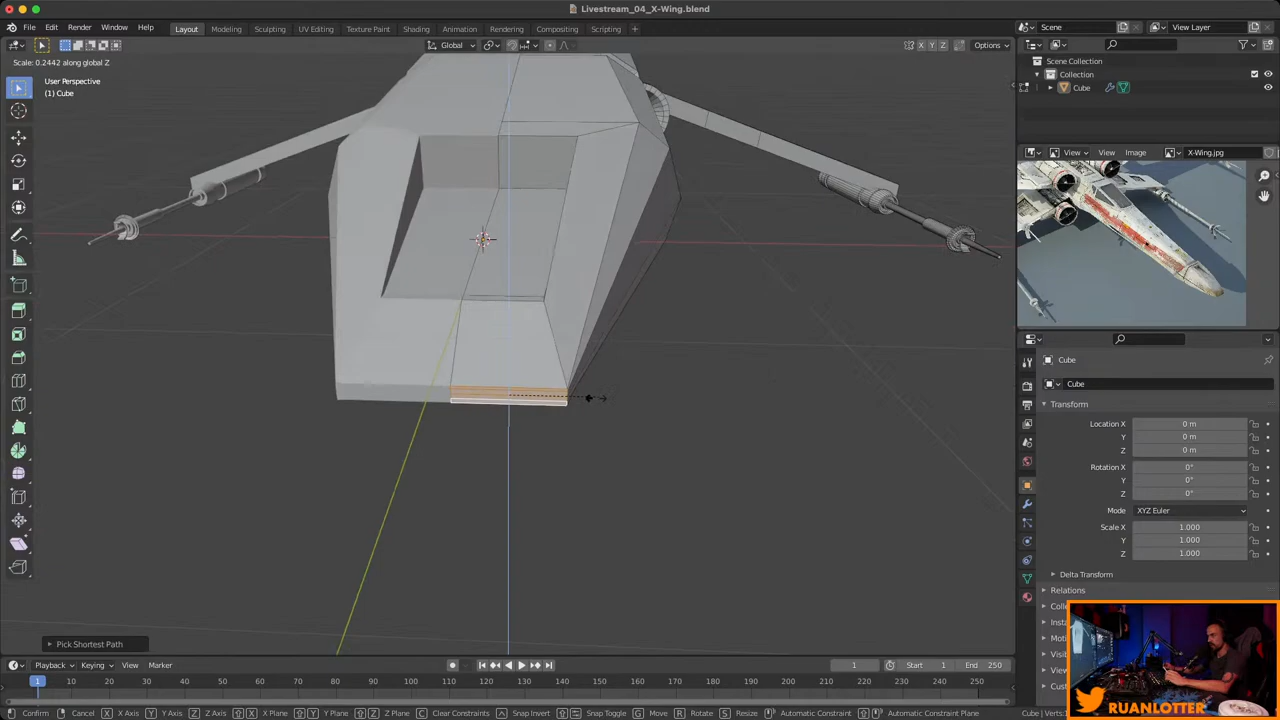 Livestream_04_X-Wing.blend
File Edit Render Window Help
Layout Modeling Sculpting UV Editing Texture Paint Shading Animation Rendering Compositing Scripting +
Scene
View Layer
Global
X Y Z
Options
Scale: 0.2442 along global Z
User Perspective
(1) Cube
Scene Collection
Collection
Cube
View View Image X-Wing.jpg
Cube
Cube
Transform
Location X 0 m
Y 0 m
Z 0 m
Rotation X 0°
Y 0°
Z 0°
Mode XYZ Euler
Scale X 1.000
Y 1.000
Z 1.000
Delta Transform
Relations
Pick Shortest Path
Playback Keying View Marker
1 Start 1 End 250
1 10 20 30 40 50 60 70 80 90 100 110 120 130 140 150 160 170 180 190 200 210 220 230 240 250
Confirm Cancel X X Axis Y Y Axis Z Z Axis X X Plane Y Y Plane Z Z Plane C Clear Constraints Snap Invert Snap Toggle G Move R Rotate S Resize Automatic Constraint Automatic Constraint Plane
RUANLOTTER